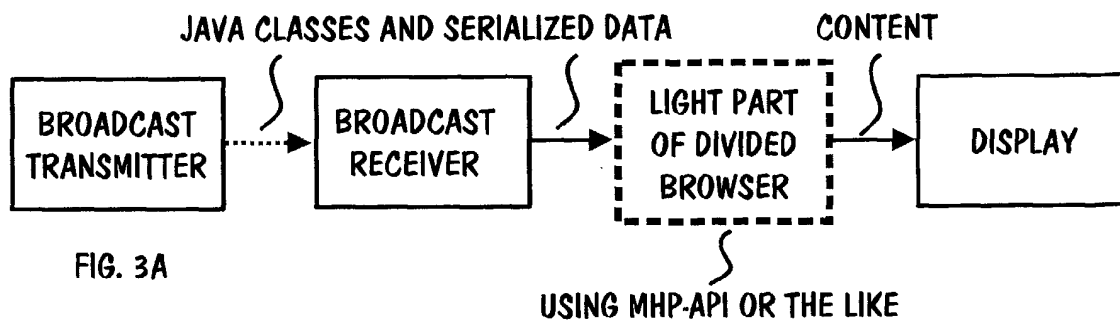 JAVA CLASSES AND SERIALIZED DATA
CONTENT
BROADCAST
TRANSMITTER
BROADCAST
RECEIVER
LIGHT PART
OF DIVIDED
BROWSER
DISPLAY
FIG. 3A
USING MHP-API OR THE LIKE